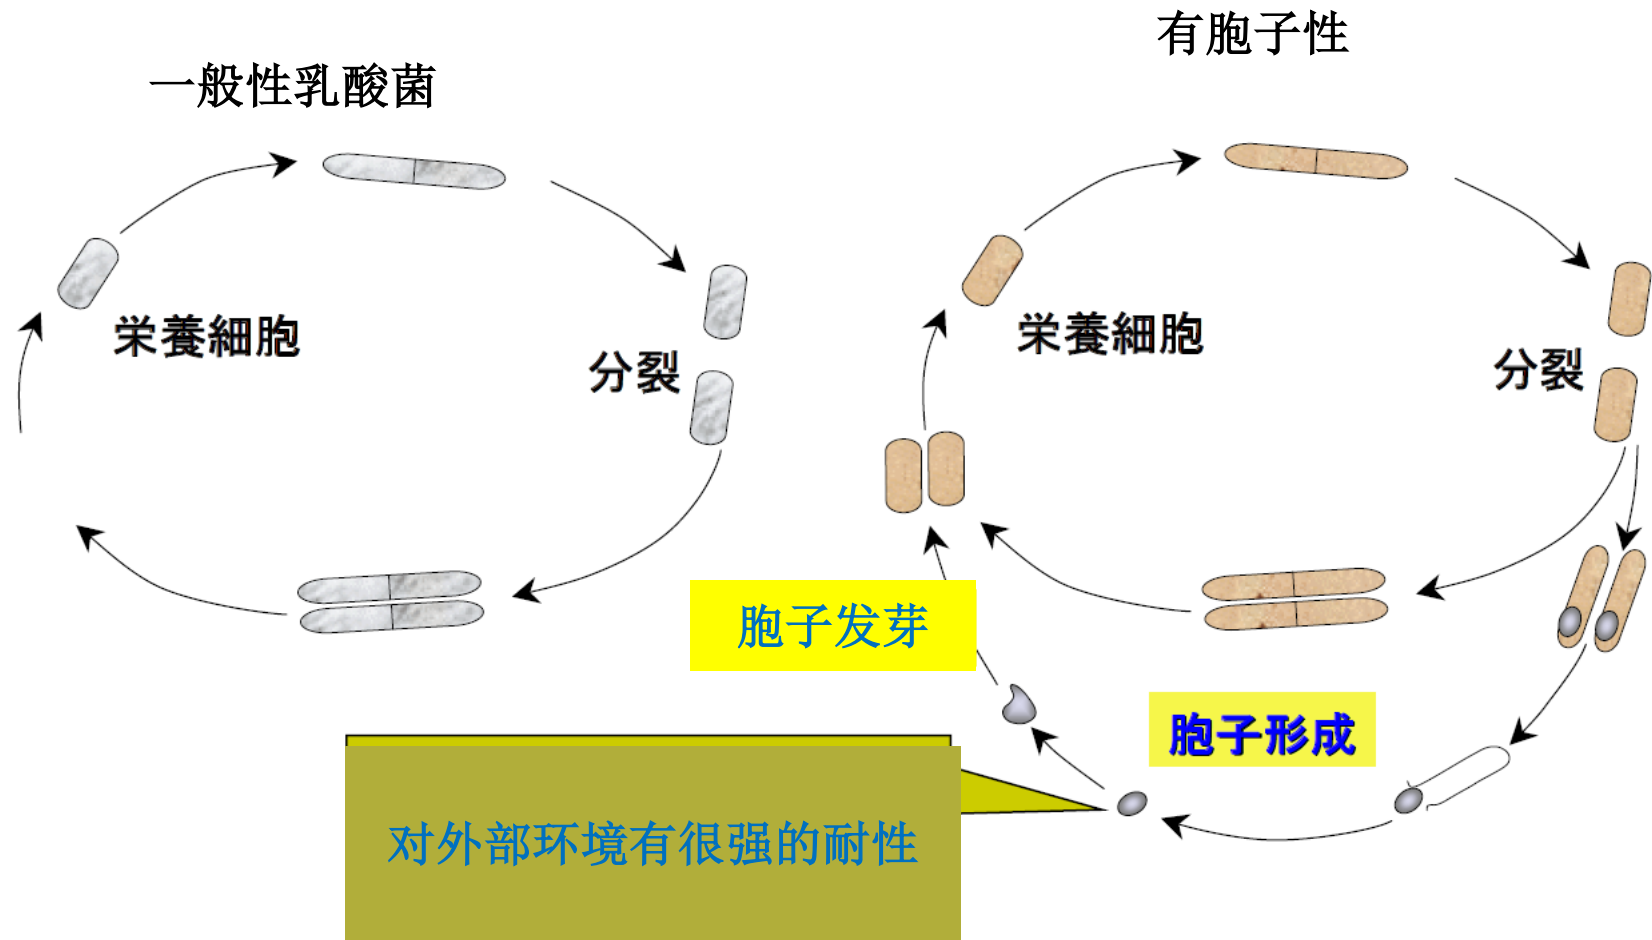 有胞子性
一般性乳酸菌
栄養細胞
分裂
栄養細胞
分裂
胞子发芽
胞子形成
对外部环境有很强的耐性